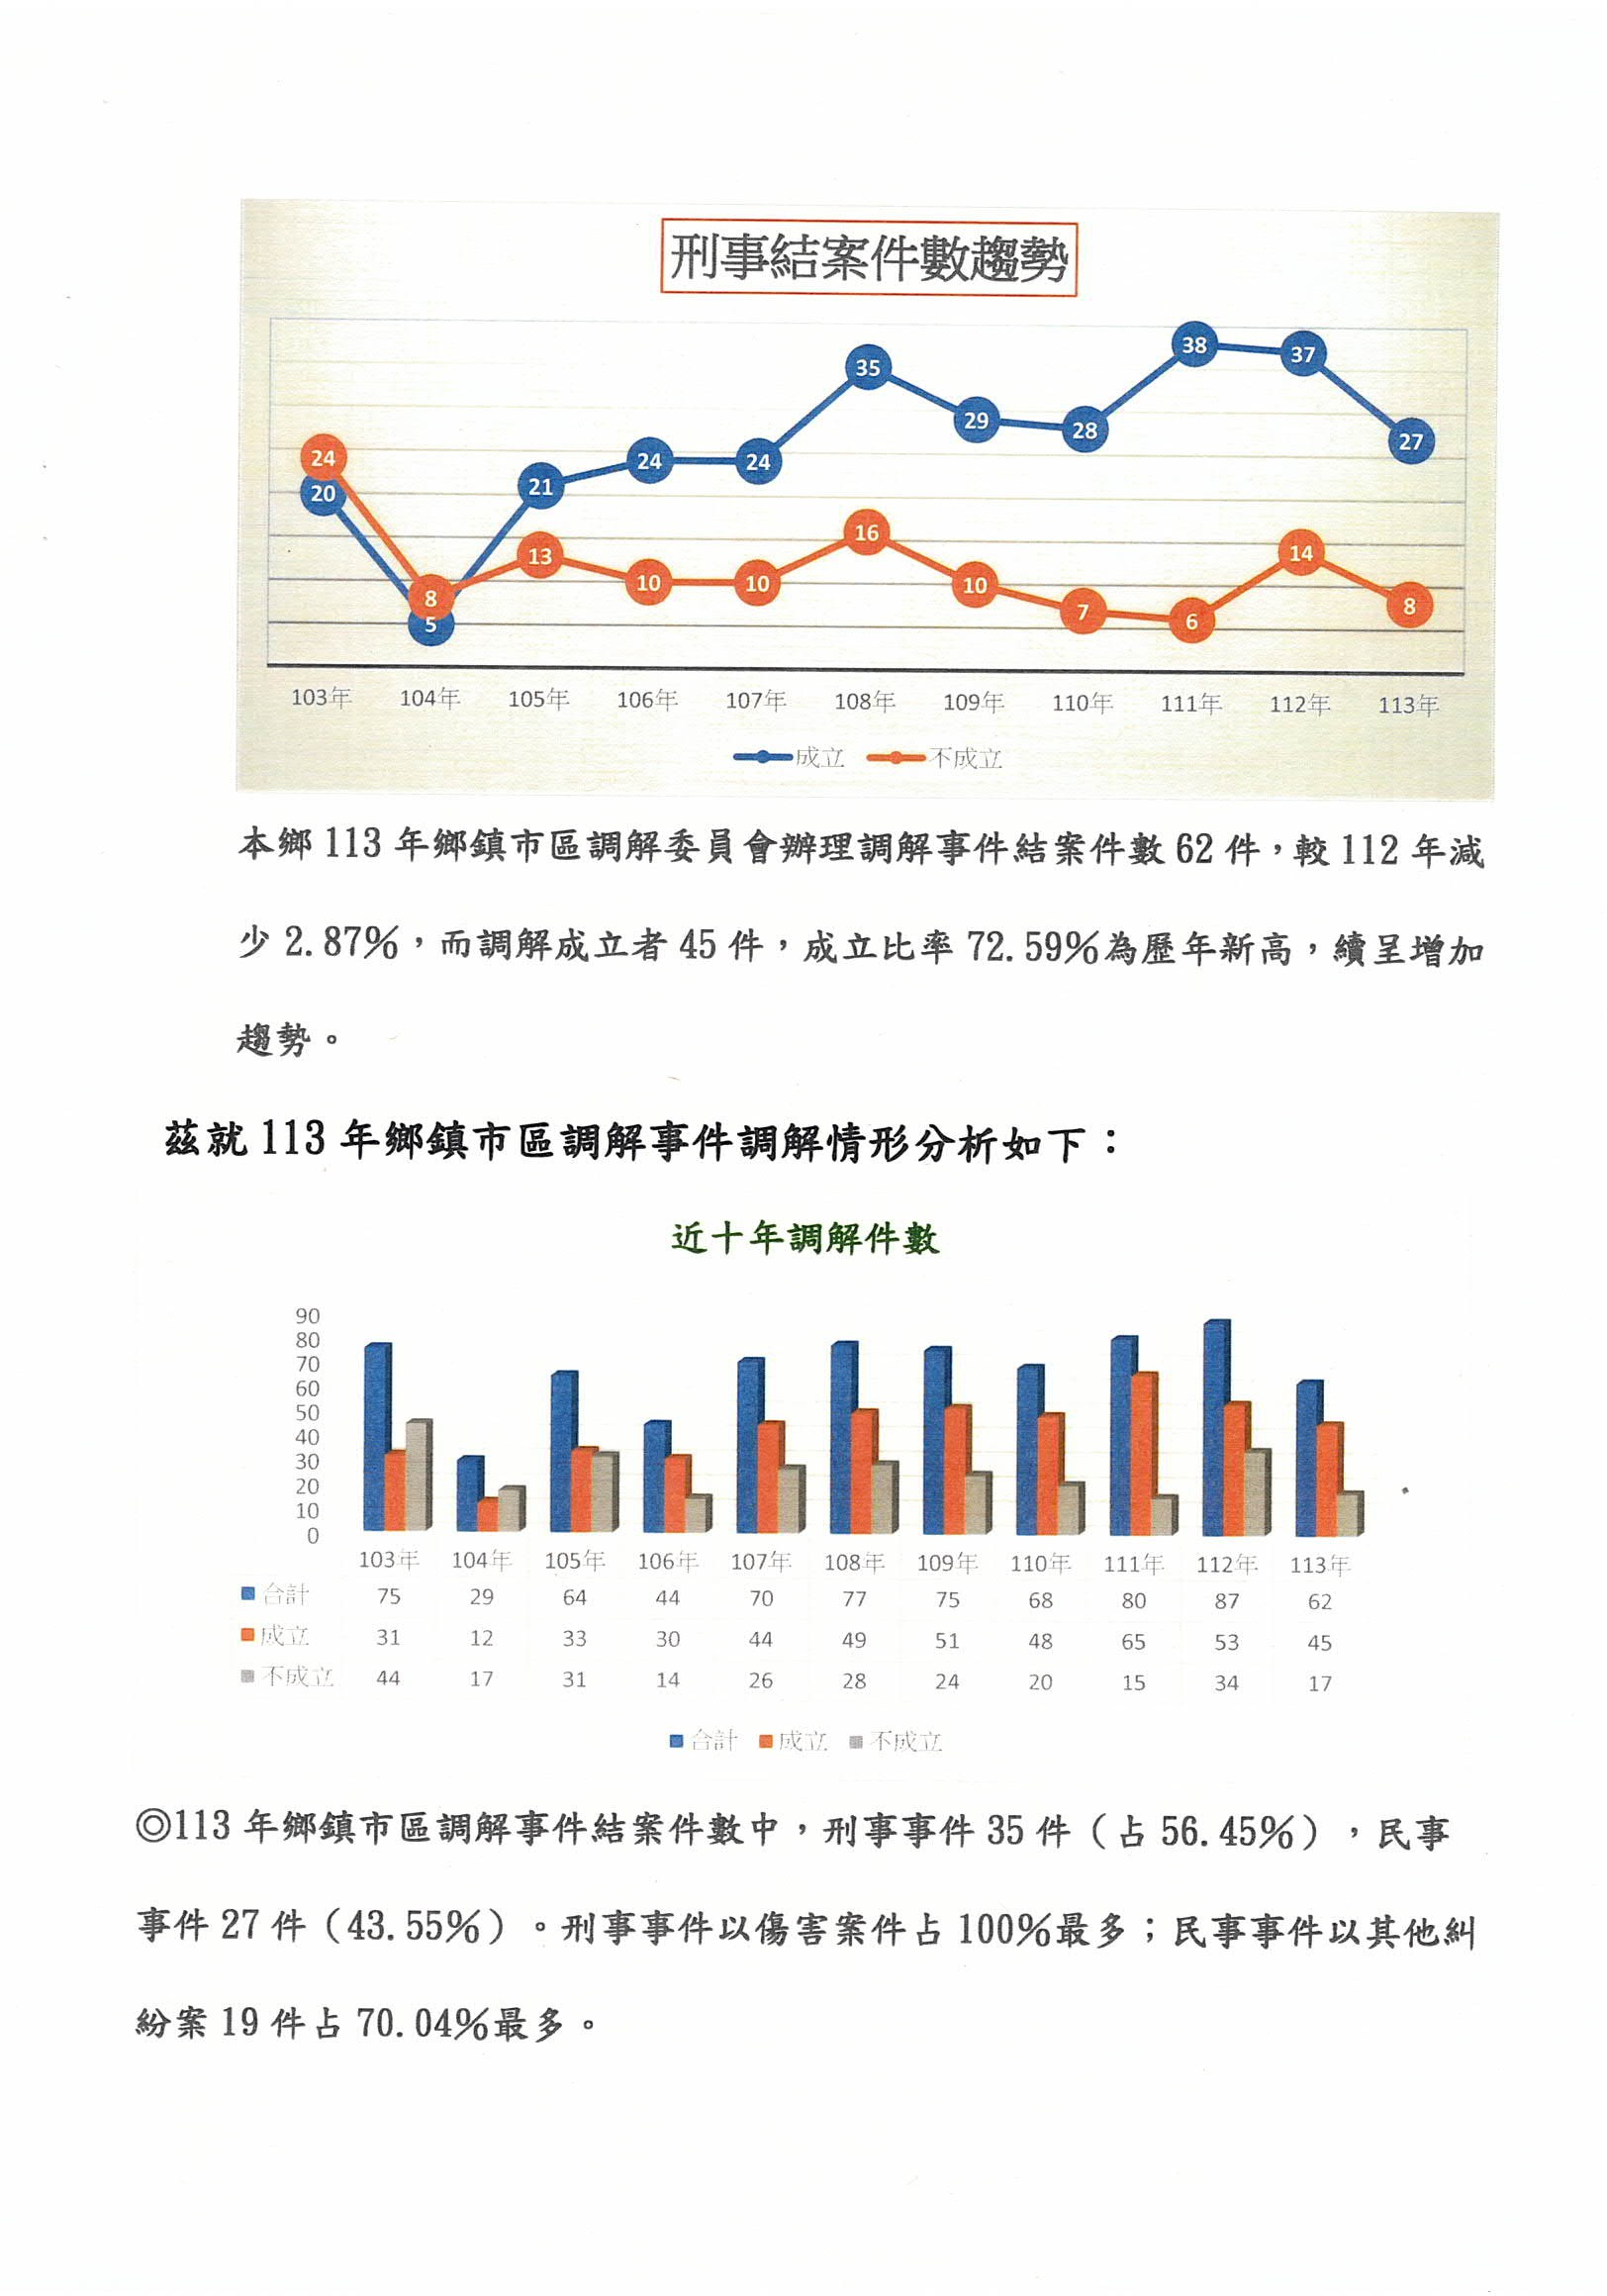 刑事結案件數趨勢
38
37
35
29
28
27
24
24
24
21
20
16
14
13
10
10
10
8
8
7
6
5
103年 104年 105年 106年 107年 108年 109年 110年 111年 112年 113年
成立 不成立
本鄉 113 年鄉鎮市區調解委員會辦理調解事件結案件數 62 件，較 112 年減
少 2.87%，而調解成立者 45 件，成立比率 72.59%為歷年新高，續呈增加
趨勢。
茲就 113 年鄉鎮市區調解事件調解情形分析如下：
近十年調解件數
90
80
70
60
50
40
30
20
10
0
103年 104年 105年 106年 107年 108年 109年 110年 111年 112年 113年
合計 75 29 64 44 70 77 75 68 80 87 62
成立 31 12 33 30 44 49 51 48 65 53 45
不成立 44 17 31 14 26 28 24 20 15 34 17
合計 成立 不成立
◎113 年鄉鎮市區調解事件結案件數中，刑事事件 35 件（占 56.45%），民事
事件 27 件（43.55%）。刑事事件以傷害案件占 100%最多；民事事件以其他糾
紛案 19 件占 70.04%最多。